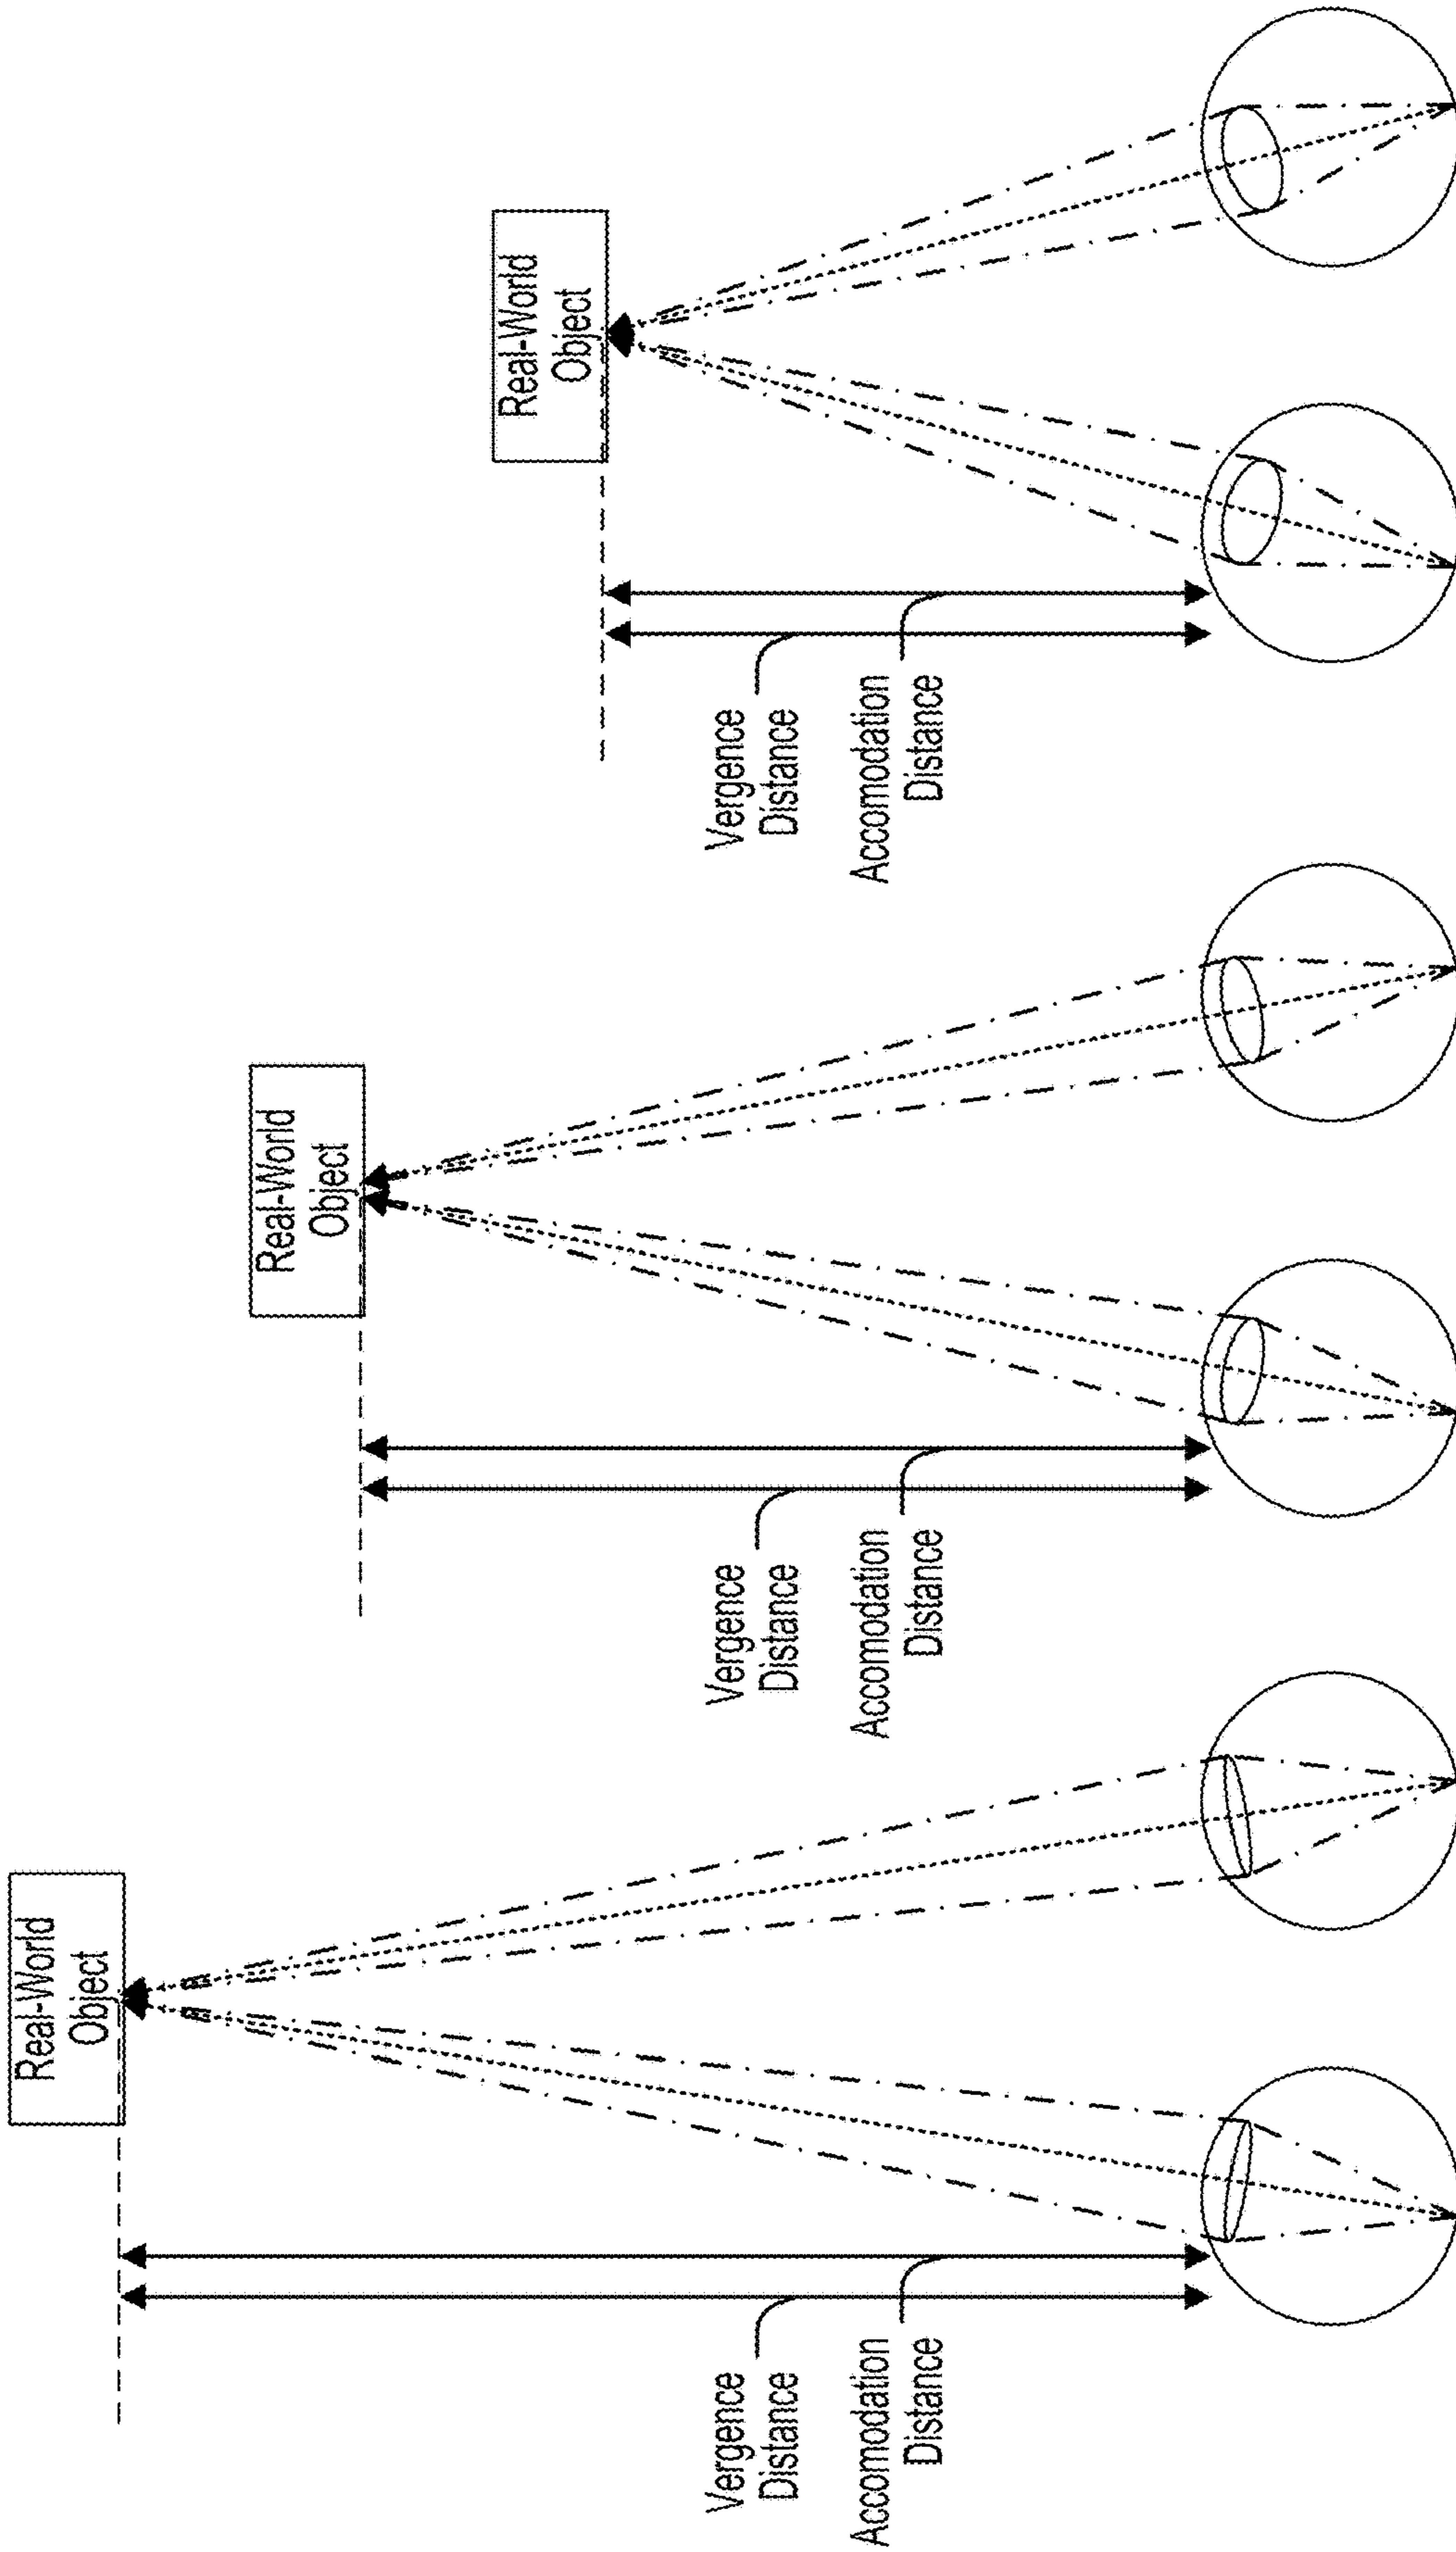 Real-World
Object
Vergence
Distance
Accomodation
Distance
Real-World
Object
Vergence
Distance
Accomodation
Distance
Real-World
Object
Vergence
Distance
Accomodation
Distance